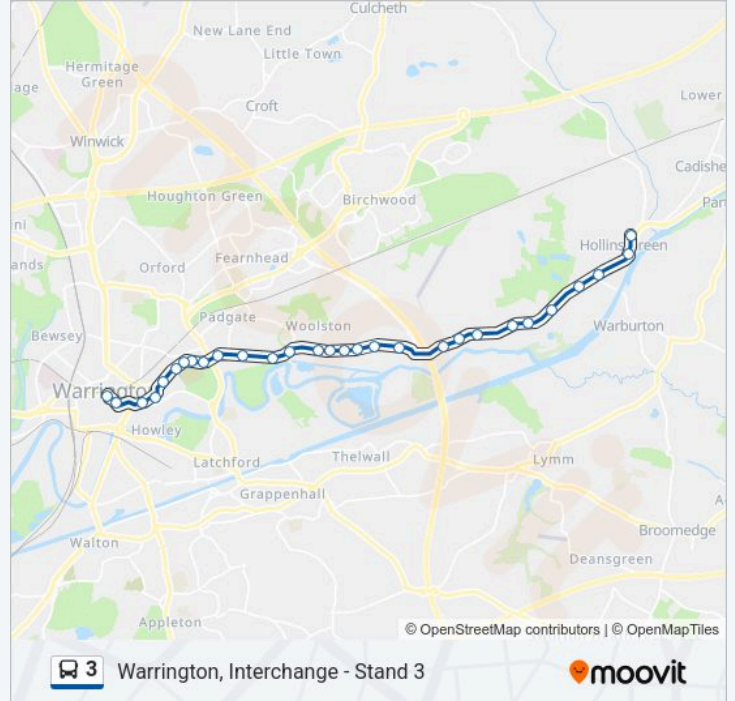 Culcheth
New Lane End
Little Town
Hermitage
Green
age
Croft
Lower
Winwick
Cadishe
Houghton Green
Birchwood
Par
ni
Hollins Green
ands
Orford
Fearnhead
Padgate
Woolston
Warburton
Bewsey
Warrington
Howley
Latchford
Thelwall
Lymm
Grappenhall
Broomedge
Walton
Deansgreen
Appleton
© OpenStreetMap contributors | © OpenMapTiles
3 Warrington, Interchange - Stand 3
moovit